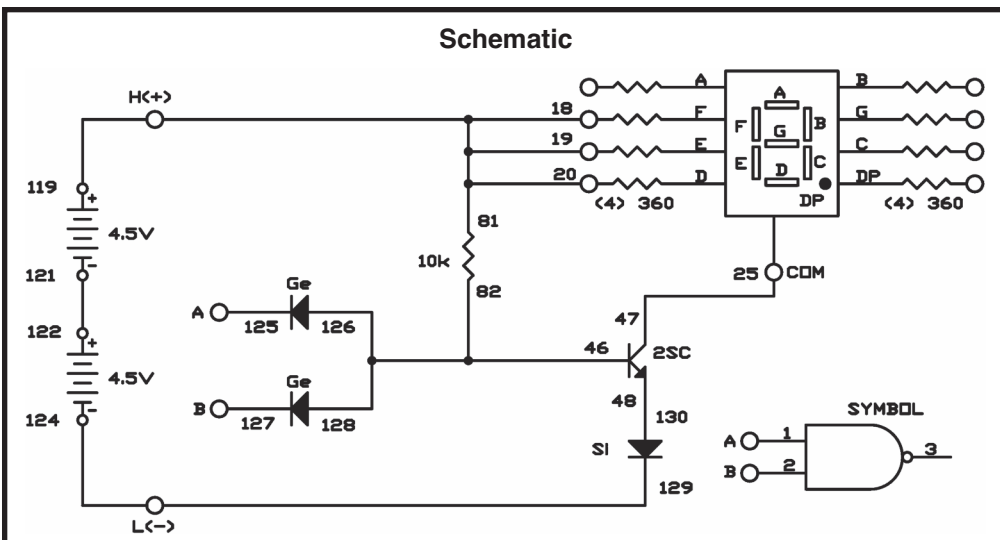 Schematic
H(+)
18
19
20
A
F
E
D
(4) 360
A
F
B
G
E
C
D
DP
B
G
C
DP
(4) 360
119
+
4.5V
-
121
122
+
4.5V
-
124
10k
81
82
25
COM
A
125
Ge
126
B
127
Ge
128
46
47
2SC
48
130
SI
129
L(-)
SYMBOL
A
1
B
2
3